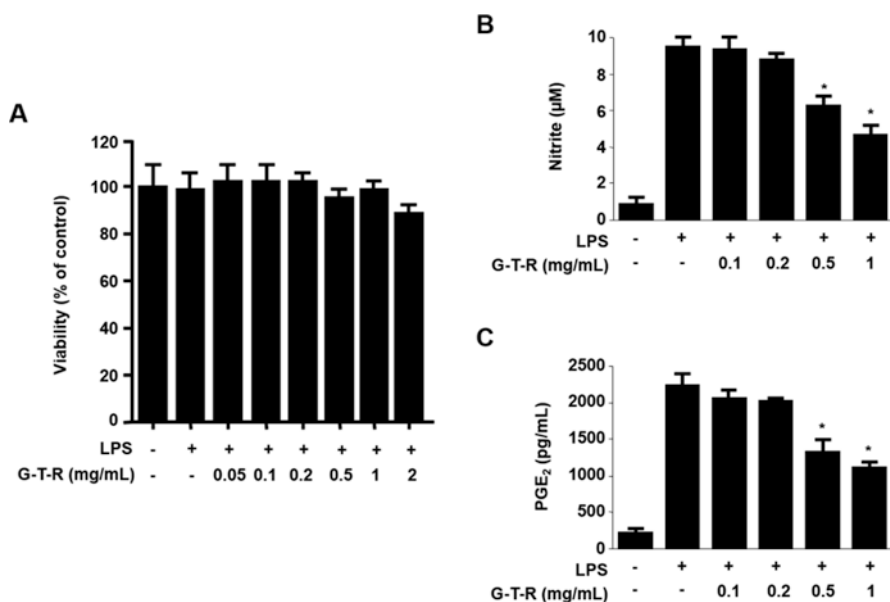 A
Viability (% of control)
120
100
80
60
40
20
0
LPS - + + + + + + +
G-T-R (mg/mL) - - 0.05 0.1 0.2 0.5 1 2
B
Nitrite (µM)
10
8
6
4
2
0
* *
LPS - + + + + +
G-T-R (mg/mL) - - 0.1 0.2 0.5 1
C
PGE₂ (pg/mL)
2500
2000
1500
1000
500
0
* *
LPS - + + + + +
G-T-R (mg/mL) - - 0.1 0.2 0.5 1